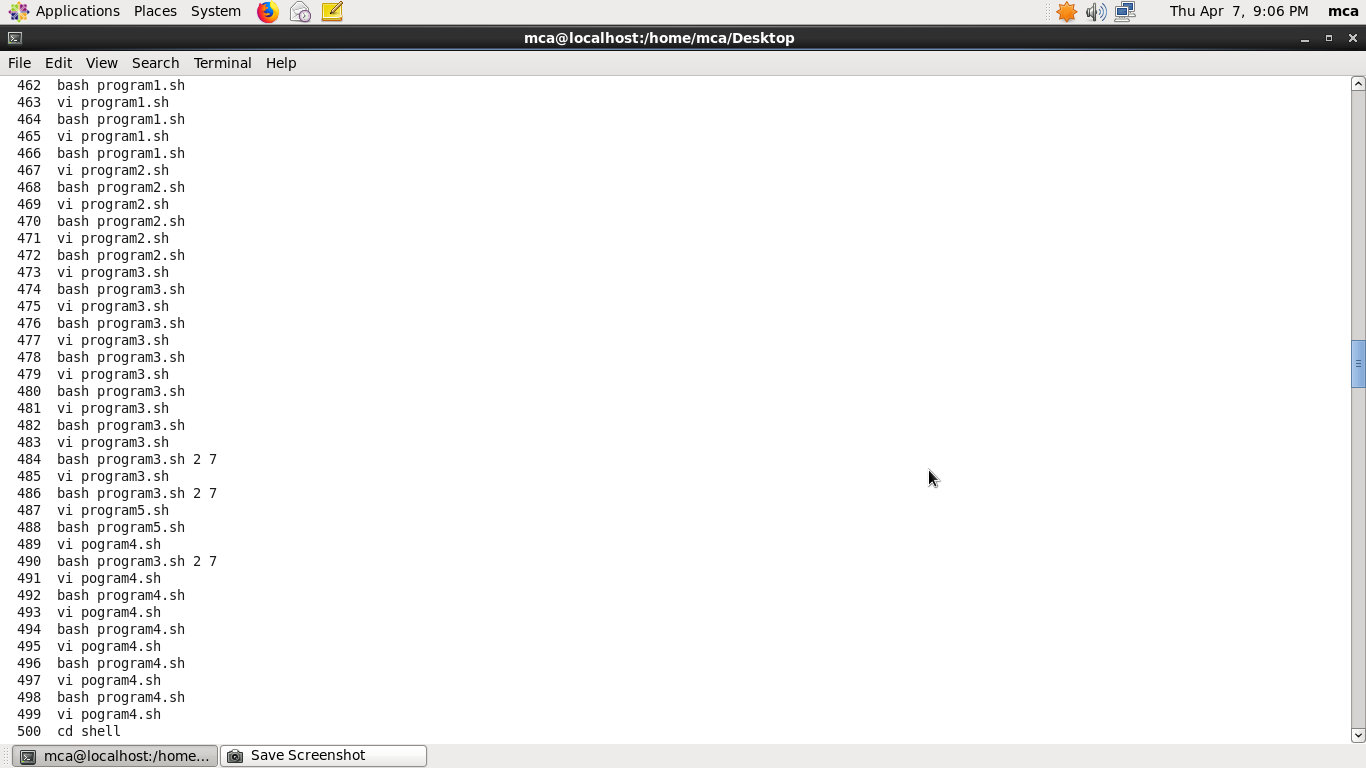 Applications Places System Thu Apr 7, 9:06 PM mca
mca@localhost:/home/mca/Desktop
File Edit View Search Terminal Help
462 bash program1.sh
463 vi program1.sh
464 bash program1.sh
465 vi program1.sh
466 bash program1.sh
467 vi program2.sh
468 bash program2.sh
469 vi program2.sh
470 bash program2.sh
471 vi program2.sh
472 bash program2.sh
473 vi program3.sh
474 bash program3.sh
475 vi program3.sh
476 bash program3.sh
477 vi program3.sh
478 bash program3.sh
479 vi program3.sh
480 bash program3.sh
481 vi program3.sh
482 bash program3.sh
483 vi program3.sh
484 bash program3.sh 2 7
485 vi program3.sh
486 bash program3.sh 2 7
487 vi program5.sh
488 bash program5.sh
489 vi pogram4.sh
490 bash program3.sh 2 7
491 vi pogram4.sh
492 bash program4.sh
493 vi pogram4.sh
494 bash program4.sh
495 vi pogram4.sh
496 bash program4.sh
497 vi pogram4.sh
498 bash program4.sh
499 vi pogram4.sh
500 cd shell
mca@localhost:/home... Save Screenshot